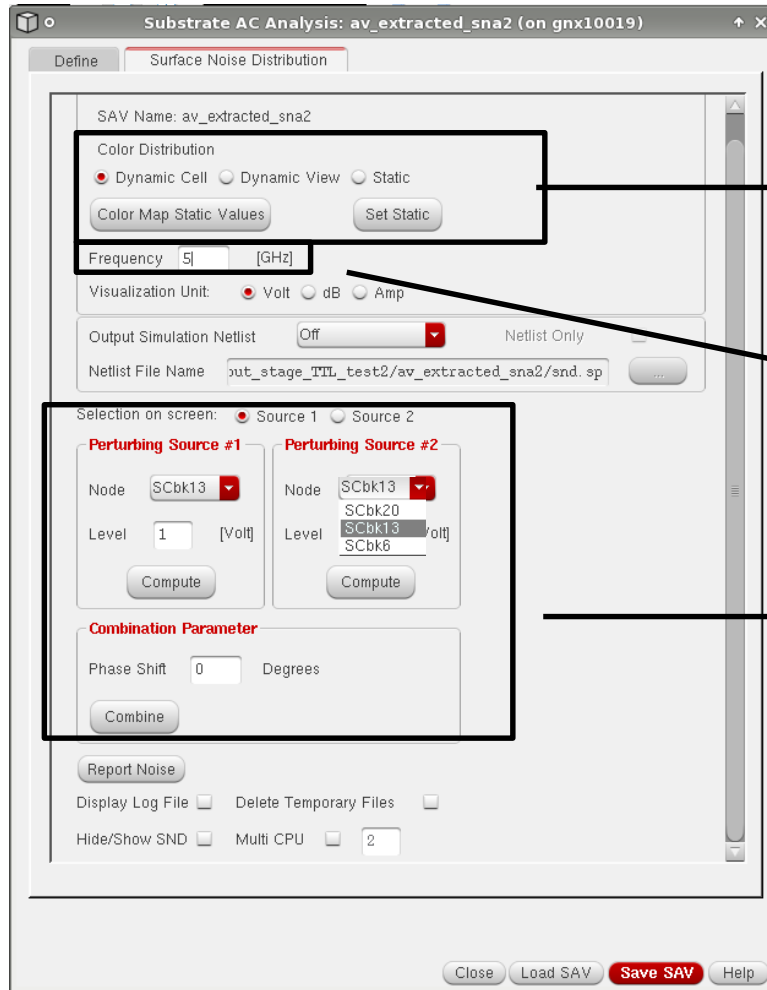 Substrate AC Analysis: av_extracted_sna2 (on gnx10019)
Define Surface Noise Distribution
SAV Name: av_extracted_sna2
Color Distribution
Dynamic Cell Dynamic View Static
Color Map Static Values Set Static
Frequency 5 [GHz]
Visualization Unit: Volt dB Amp
Output Simulation Netlist Off Netlist Only
Netlist File Name out_stage_TTL_test2/av_extracted_sna2/snd.sp ...
Selection on screen: Source 1 Source 2
Perturbing Source #1 Perturbing Source #2
Node SCbk13 Node SCbk13
SCbk20
Level 1 [Volt] Level SCbk13 Volt]
SCbk6
Compute Compute
Combination Parameter
Phase Shift 0 Degrees
Combine
Report Noise
Display Log File Delete Temporary Files
Hide/Show SND Multi CPU 2
Close Load SAV Save SAV Help